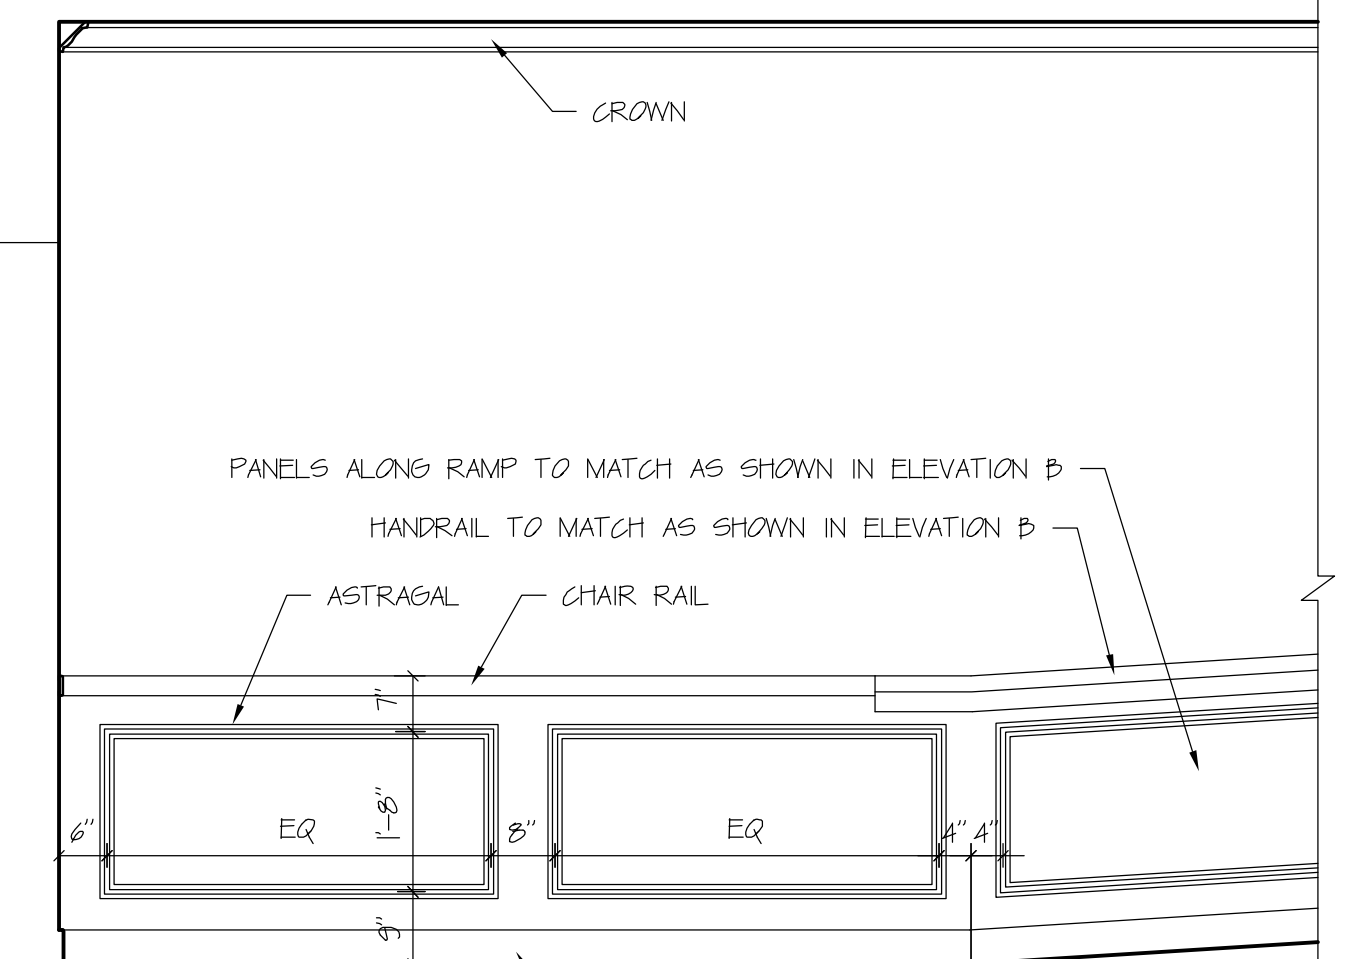 CROWN
PANELS ALONG RAMP TO MATCH AS SHOWN IN ELEVATION B
HANDRAIL TO MATCH AS SHOWN IN ELEVATION B
ASTRAGAL
CHAIR RAIL
7"
1'-8"
6"
EQ
8"
EQ
4"
4"
9"